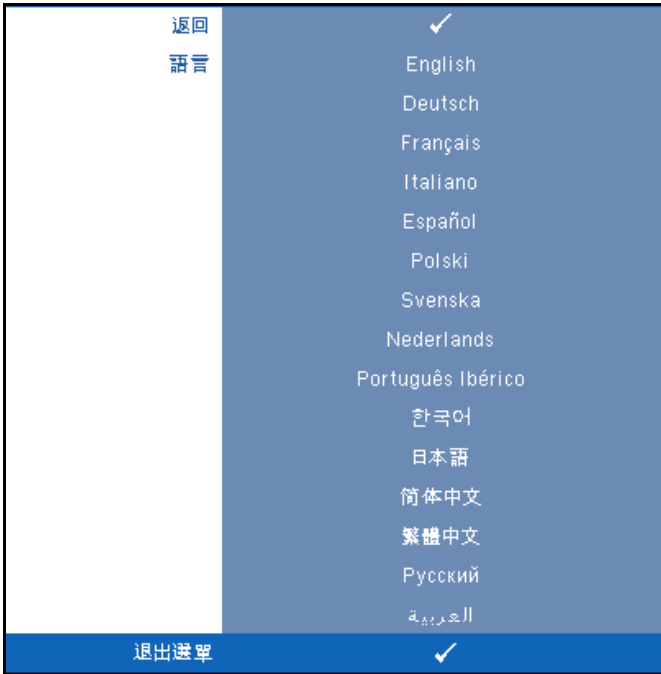 返回 ✓
語言 English
Deutsch
Français
Italiano
Español
Polski
Svenska
Nederlands
Português Ibérico
한국어
日本語
简体中文
繁體中文
Русский
العربية
退出選單 ✓